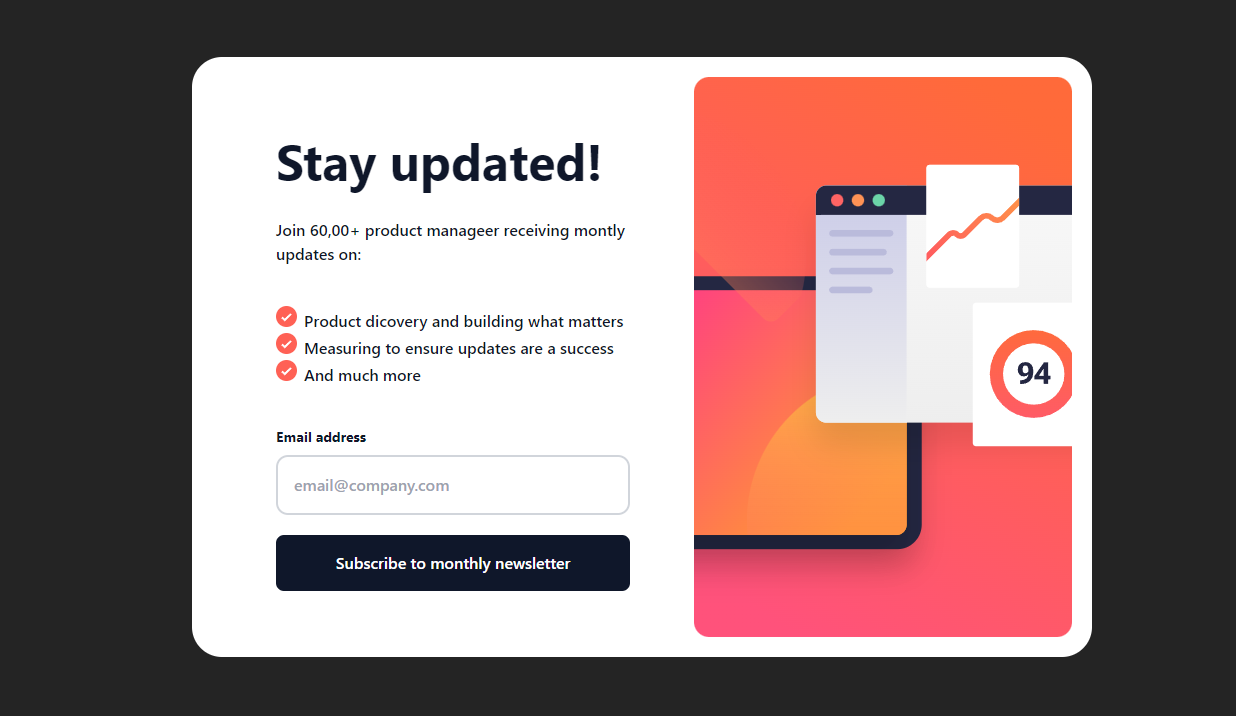 Stay updated!
Join 60,00+ product manageer receiving montly
updates on:
Product dicovery and building what matters
Measuring to ensure updates are a success
And much more
Email address
email@company.com
Subscribe to monthly newsletter
94